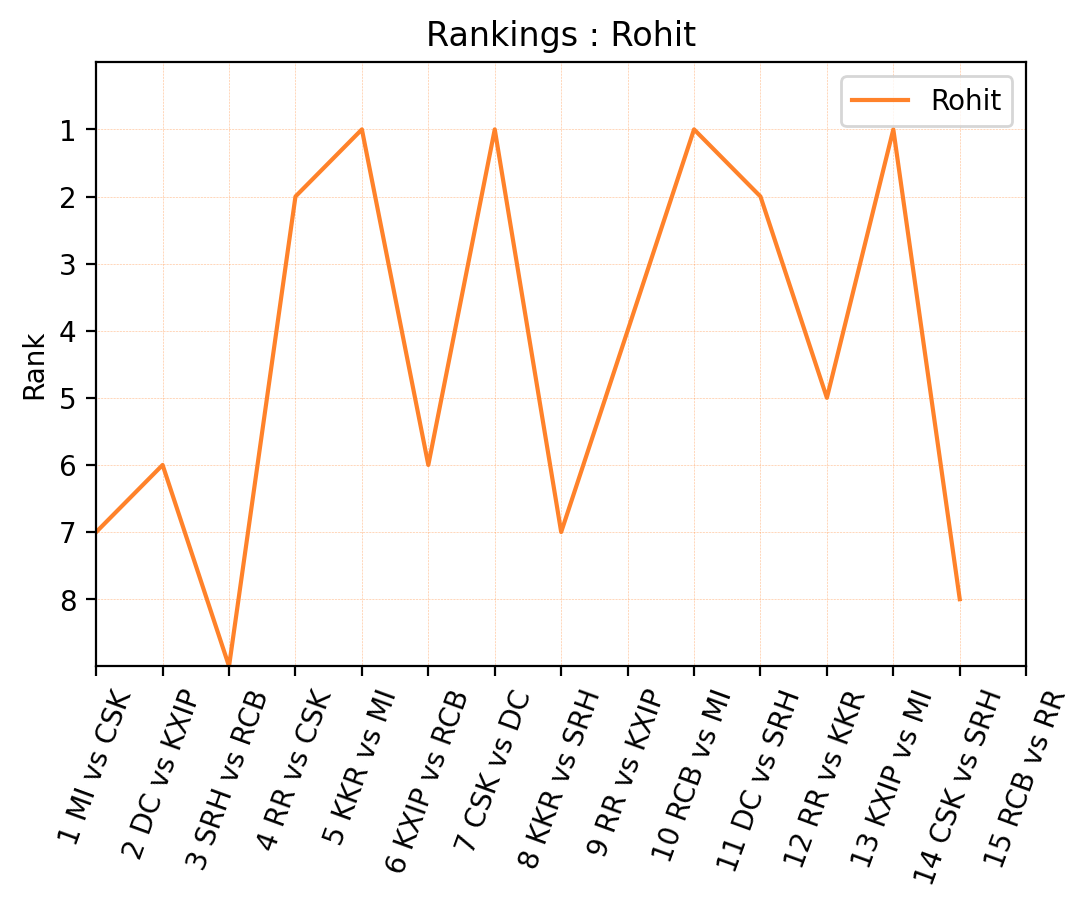 Rankings : Rohit
Rohit
Rank
1
2
3
4
5
6
7
8
1 MI vs CSK
2 DC vs KXIP
3 SRH vs RCB
4 RR vs CSK
5 KKR vs MI
6 KXIP vs RCB
7 CSK vs DC
8 KKR vs SRH
9 RR vs KXIP
10 RCB vs MI
11 DC vs SRH
12 RR vs KKR
13 KXIP vs MI
14 CSK vs SRH
15 RCB vs RR